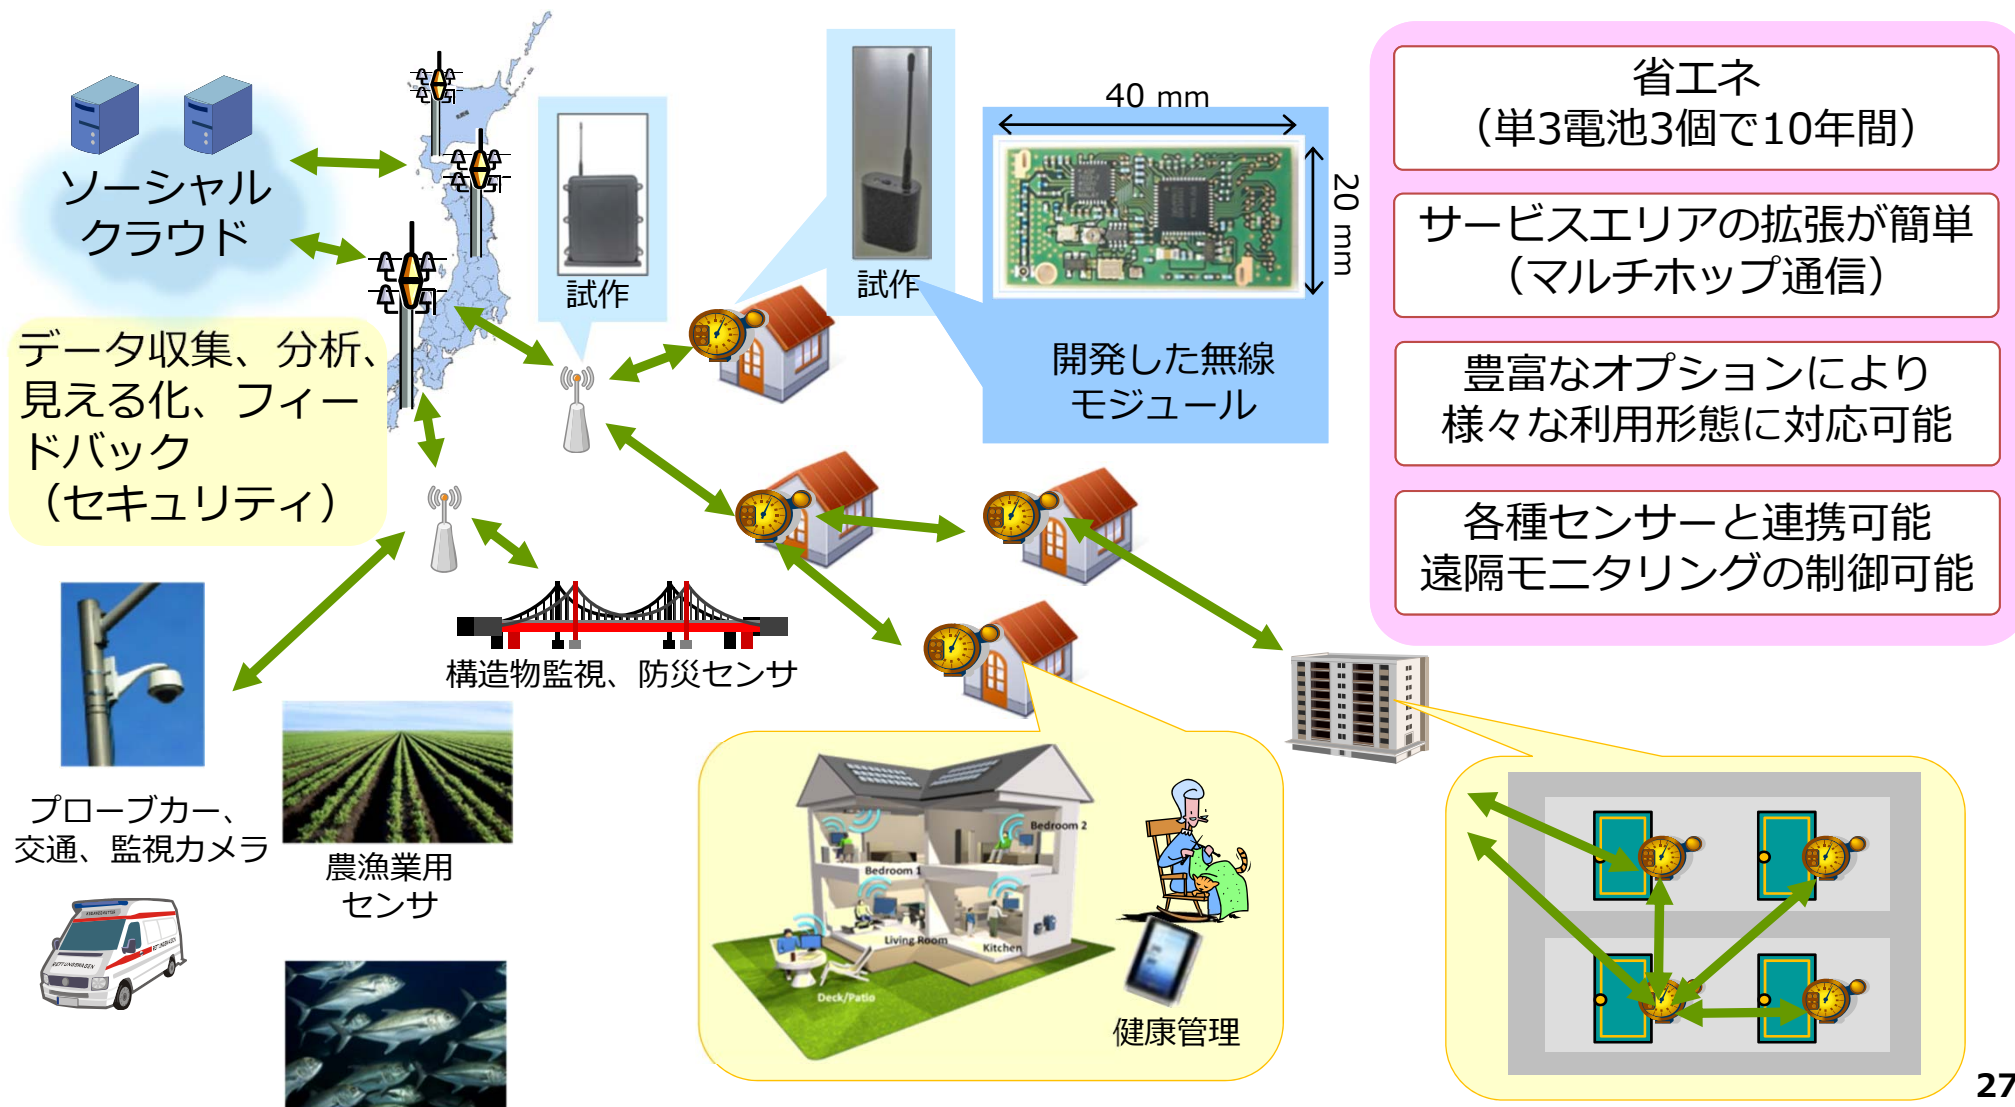 ソーシャル
クラウド
データ収集、分析、
見える化、フィー
ドバック
（セキュリティ）
試作
試作
40 mm
20 mm
開発した無線
モジュール
省エネ
（単3電池3個で10年間）
サービスエリアの拡張が簡単
（マルチホップ通信）
豊富なオプションにより
様々な利用形態に対応可能
各種センサーと連携可能
遠隔モニタリングの制御可能
構造物監視、防災センサ
プローブカー、
交通、監視カメラ
農漁業用
センサ
RETTUNGSWAGEN
Bedroom 2
Bedroom 1
Living Room
Kitchen
Deck/Patio
健康管理
27